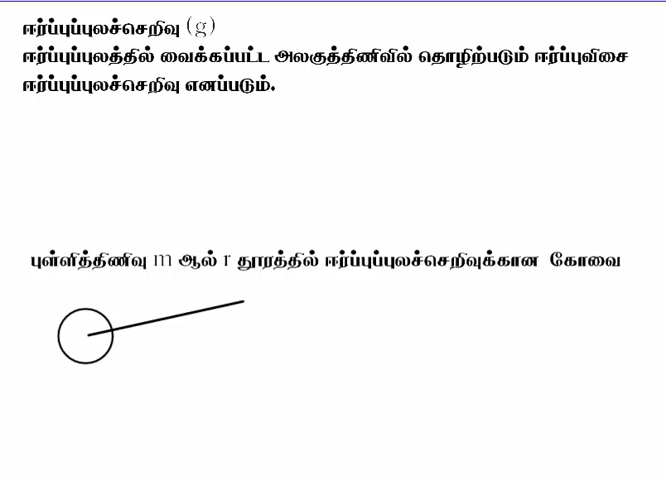 ஈர்ப்புப்புலச்செறிவு (g)
ஈர்ப்புப்புலத்தில் வைக்கப்பட்ட அலகுத்திணிவில் தொழிற்படும் ஈர்ப்புவிசை
ஈர்ப்புப்புலச்செறிவு எனப்படும்.
புள்ளித்திணிவு m ஆல் r தூரத்தில் ஈர்ப்புப்புலச்செறிவுக்கான கோவை